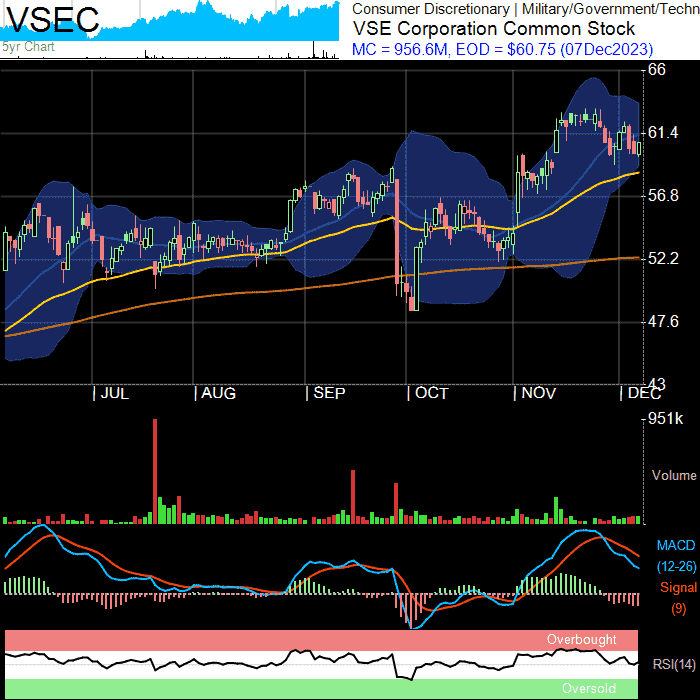 VSEC
5yr Chart
Consumer Discretionary | Military/Government/Techn
VSE Corporation Common Stock
MC = 956.6M, EOD = $60.75 (07Dec2023)
66
61.4
56.8
52.2
47.6
43
| JUL | AUG | SEP | OCT | NOV | DEC
951k
Volume
MACD
(12-26)
Signal
(9)
Overbought
RSI(14)
Oversold